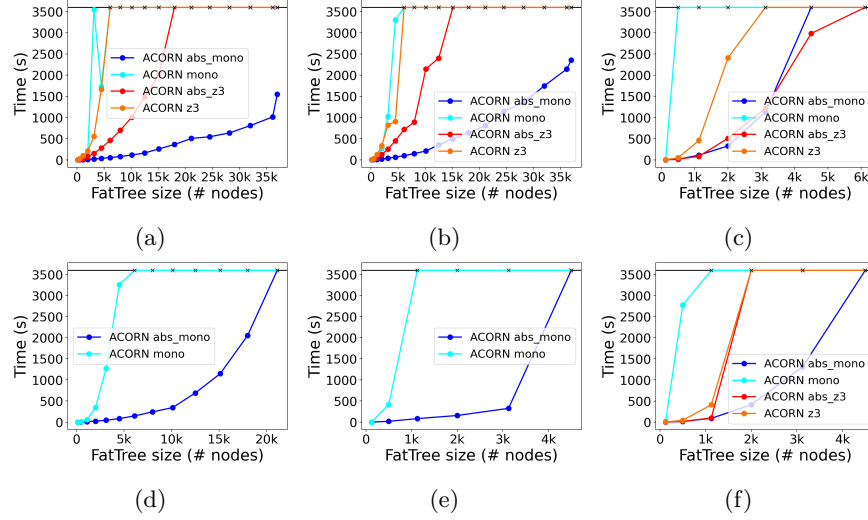 3500
3000
2500
2000
1500
1000
500
0
Time (s)
0 5k 10k 15k 20k 25k 30k 35k
FatTree size (# nodes)
ACORN abs_mono
ACORN mono
ACORN abs_z3
ACORN z3
(a)
3500
3000
2500
2000
1500
1000
500
0
Time (s)
0 5k 10k 15k 20k 25k 30k 35k
FatTree size (# nodes)
ACORN abs_mono
ACORN mono
ACORN abs_z3
ACORN z3
(b)
3500
3000
2500
2000
1500
1000
500
0
Time (s)
0 1k 2k 3k 4k 5k 6k
FatTree size (# nodes)
ACORN abs_mono
ACORN mono
ACORN abs_z3
ACORN z3
(c)
3500
3000
2500
2000
1500
1000
500
0
Time (s)
0 5k 10k 15k 20k
FatTree size (# nodes)
ACORN abs_mono
ACORN mono
(d)
3500
3000
2500
2000
1500
1000
500
0
Time (s)
0 1k 2k 3k 4k
FatTree size (# nodes)
ACORN abs_mono
ACORN mono
(e)
3500
3000
2500
2000
1500
1000
500
0
Time (s)
0 1k 2k 3k 4k
FatTree size (# nodes)
ACORN abs_mono
ACORN mono
ACORN abs_z3
ACORN z3
(f)